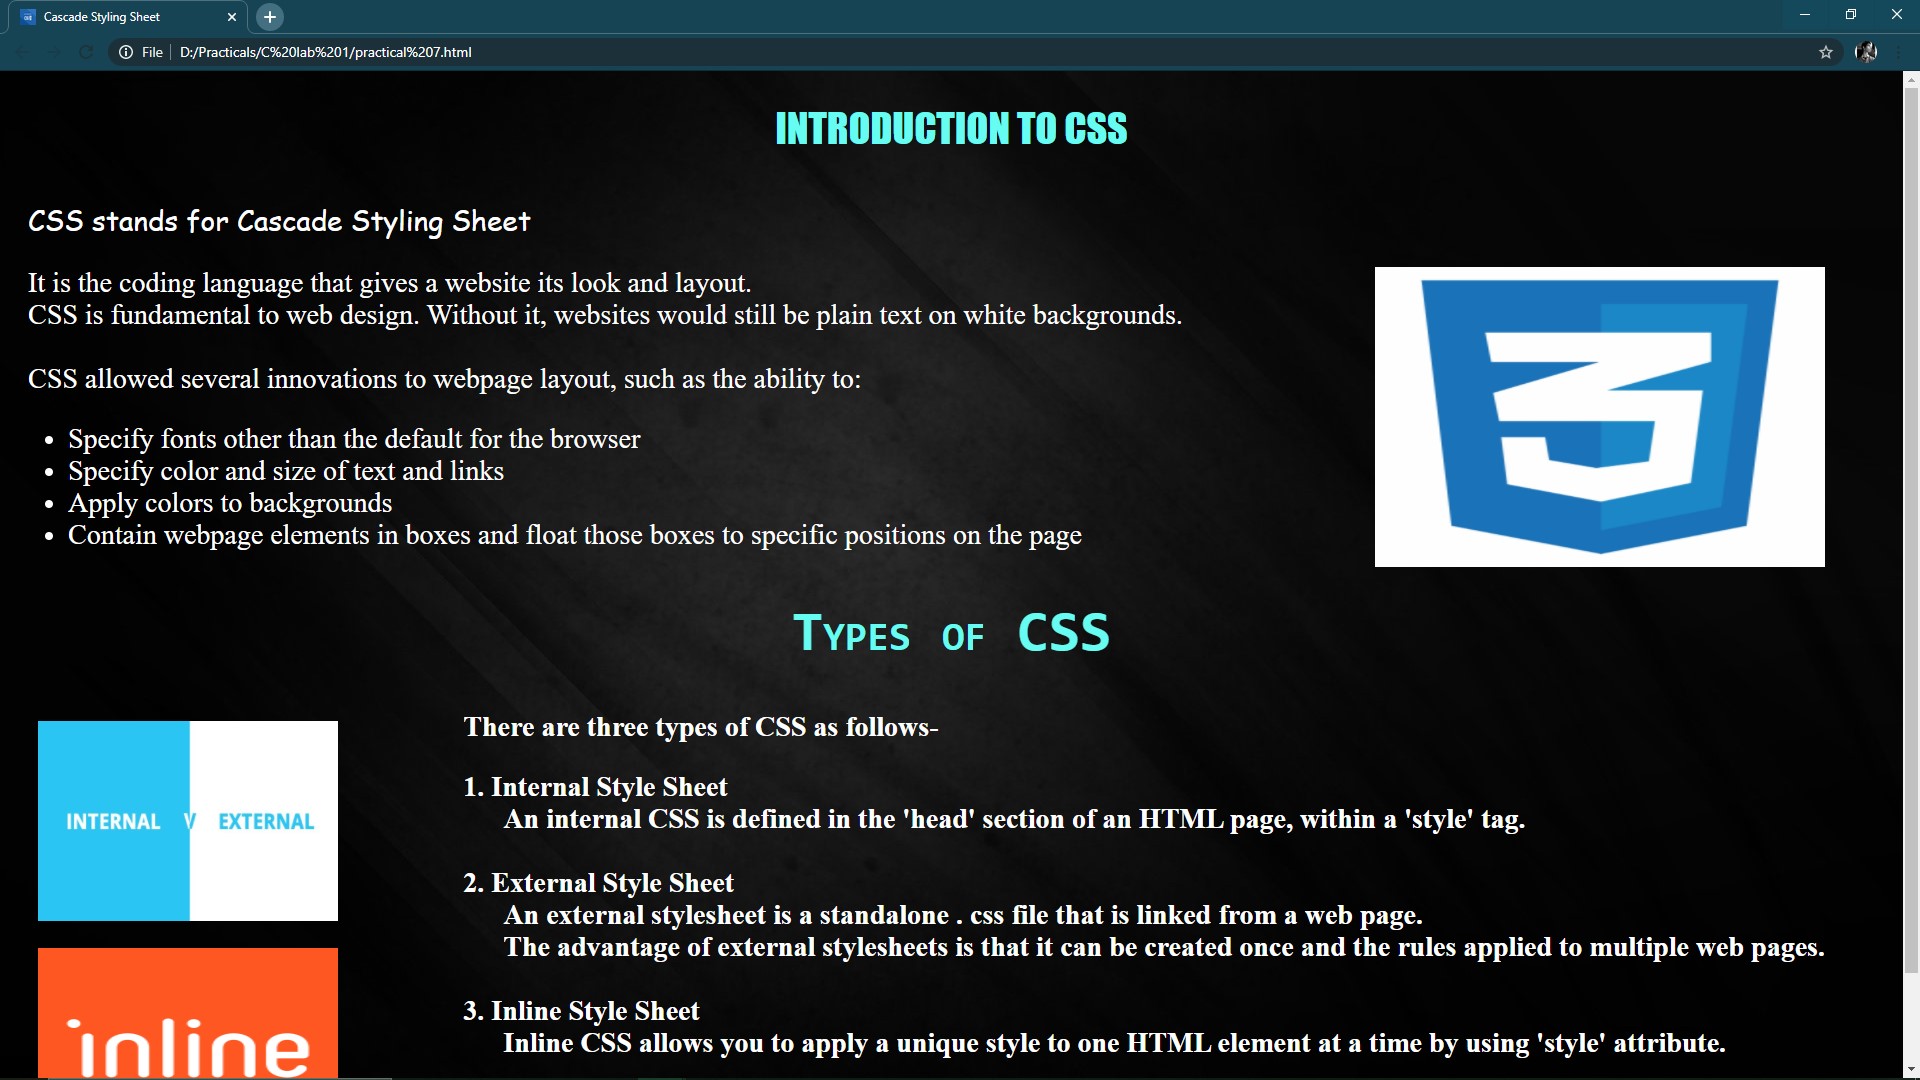 Cascade Styling Sheet
File D:/Practicals/C%20lab%201/practical%207.html
INTRODUCTION TO CSS
CSS stands for Cascade Styling Sheet
It is the coding language that gives a website its look and layout.
CSS is fundamental to web design. Without it, websites would still be plain text on white backgrounds.
CSS allowed several innovations to webpage layout, such as the ability to:
• Specify fonts other than the default for the browser
• Specify color and size of text and links
• Apply colors to backgrounds
• Contain webpage elements in boxes and float those boxes to specific positions on the page
3
Types of CSS
INTERNAL V EXTERNAL
inline
There are three types of CSS as follows-
1. Internal Style Sheet
An internal CSS is defined in the 'head' section of an HTML page, within a 'style' tag.
2. External Style Sheet
An external stylesheet is a standalone . css file that is linked from a web page.
The advantage of external stylesheets is that it can be created once and the rules applied to multiple web pages.
3. Inline Style Sheet
Inline CSS allows you to apply a unique style to one HTML element at a time by using 'style' attribute.